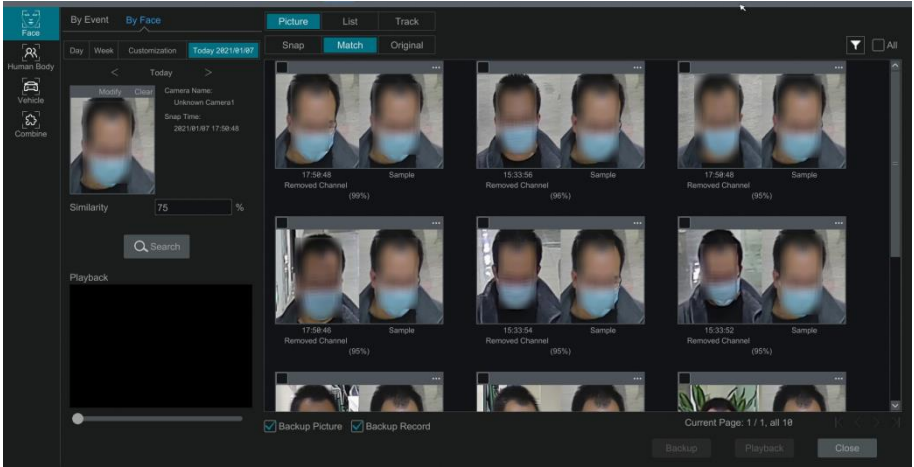 Face
Human Body
Vehicle
Combine
By Event By Face
Day Week Customization Today 2021/01/07
< Today >
Modify Clear
Camera Name:
Unknown Camera1
Snap Time:
2021/01/07 17:50:48
Similarity 75 %
Search
Playback
Picture List Track
Snap Match Original
All
17:50:48 Sample
Removed Channel
(99%)
15:33:56 Sample
Removed Channel
(96%)
17:50:48 Sample
Removed Channel
(95%)
17:50:46 Sample
Removed Channel
(95%)
15:33:54 Sample
Removed Channel
(95%)
15:33:52 Sample
Removed Channel
(95%)
Backup Picture Backup Record
Current Page: 1 / 1, all 10
Backup Playback Close